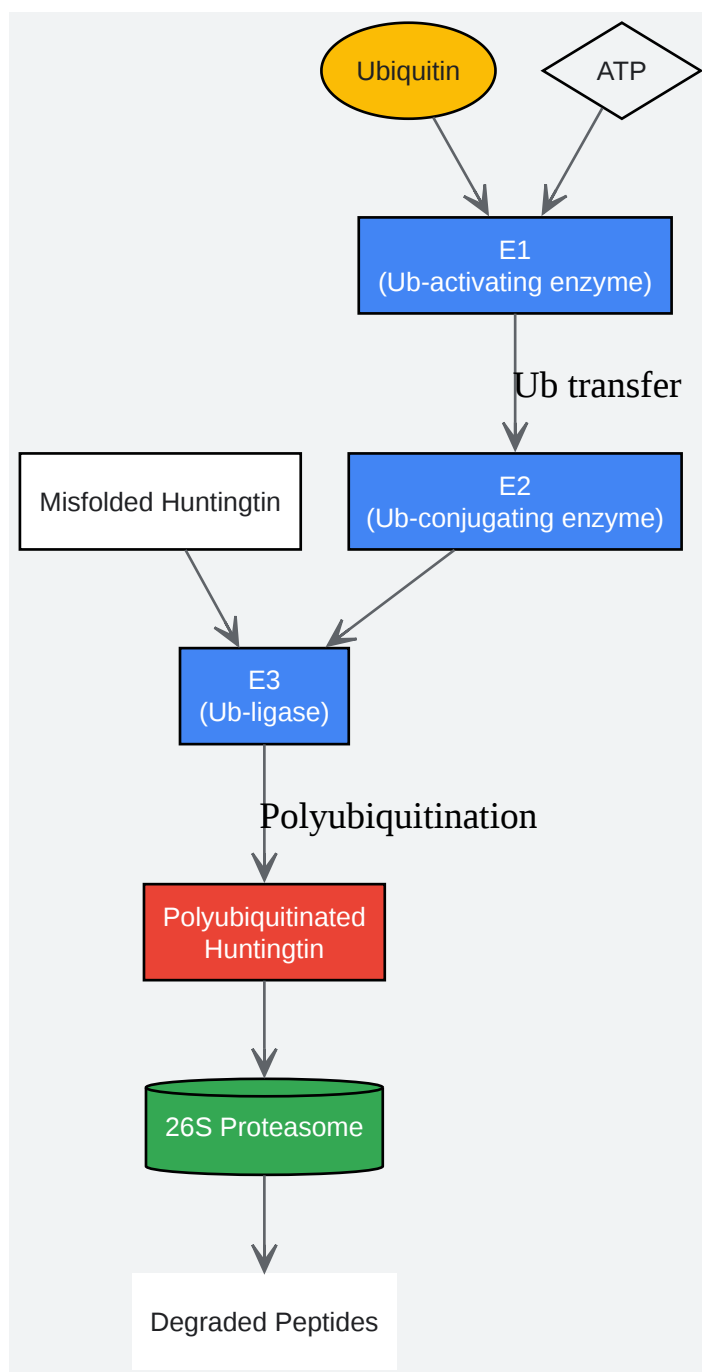 Ubiquitin
ATP
E1
(Ub-activating enzyme)
Ub transfer
Misfolded Huntingtin
E2
(Ub-conjugating enzyme)
E3
(Ub-ligase)
Polyubiquitination
Polyubiquitinated
Huntingtin
26S Proteasome
Degraded Peptides